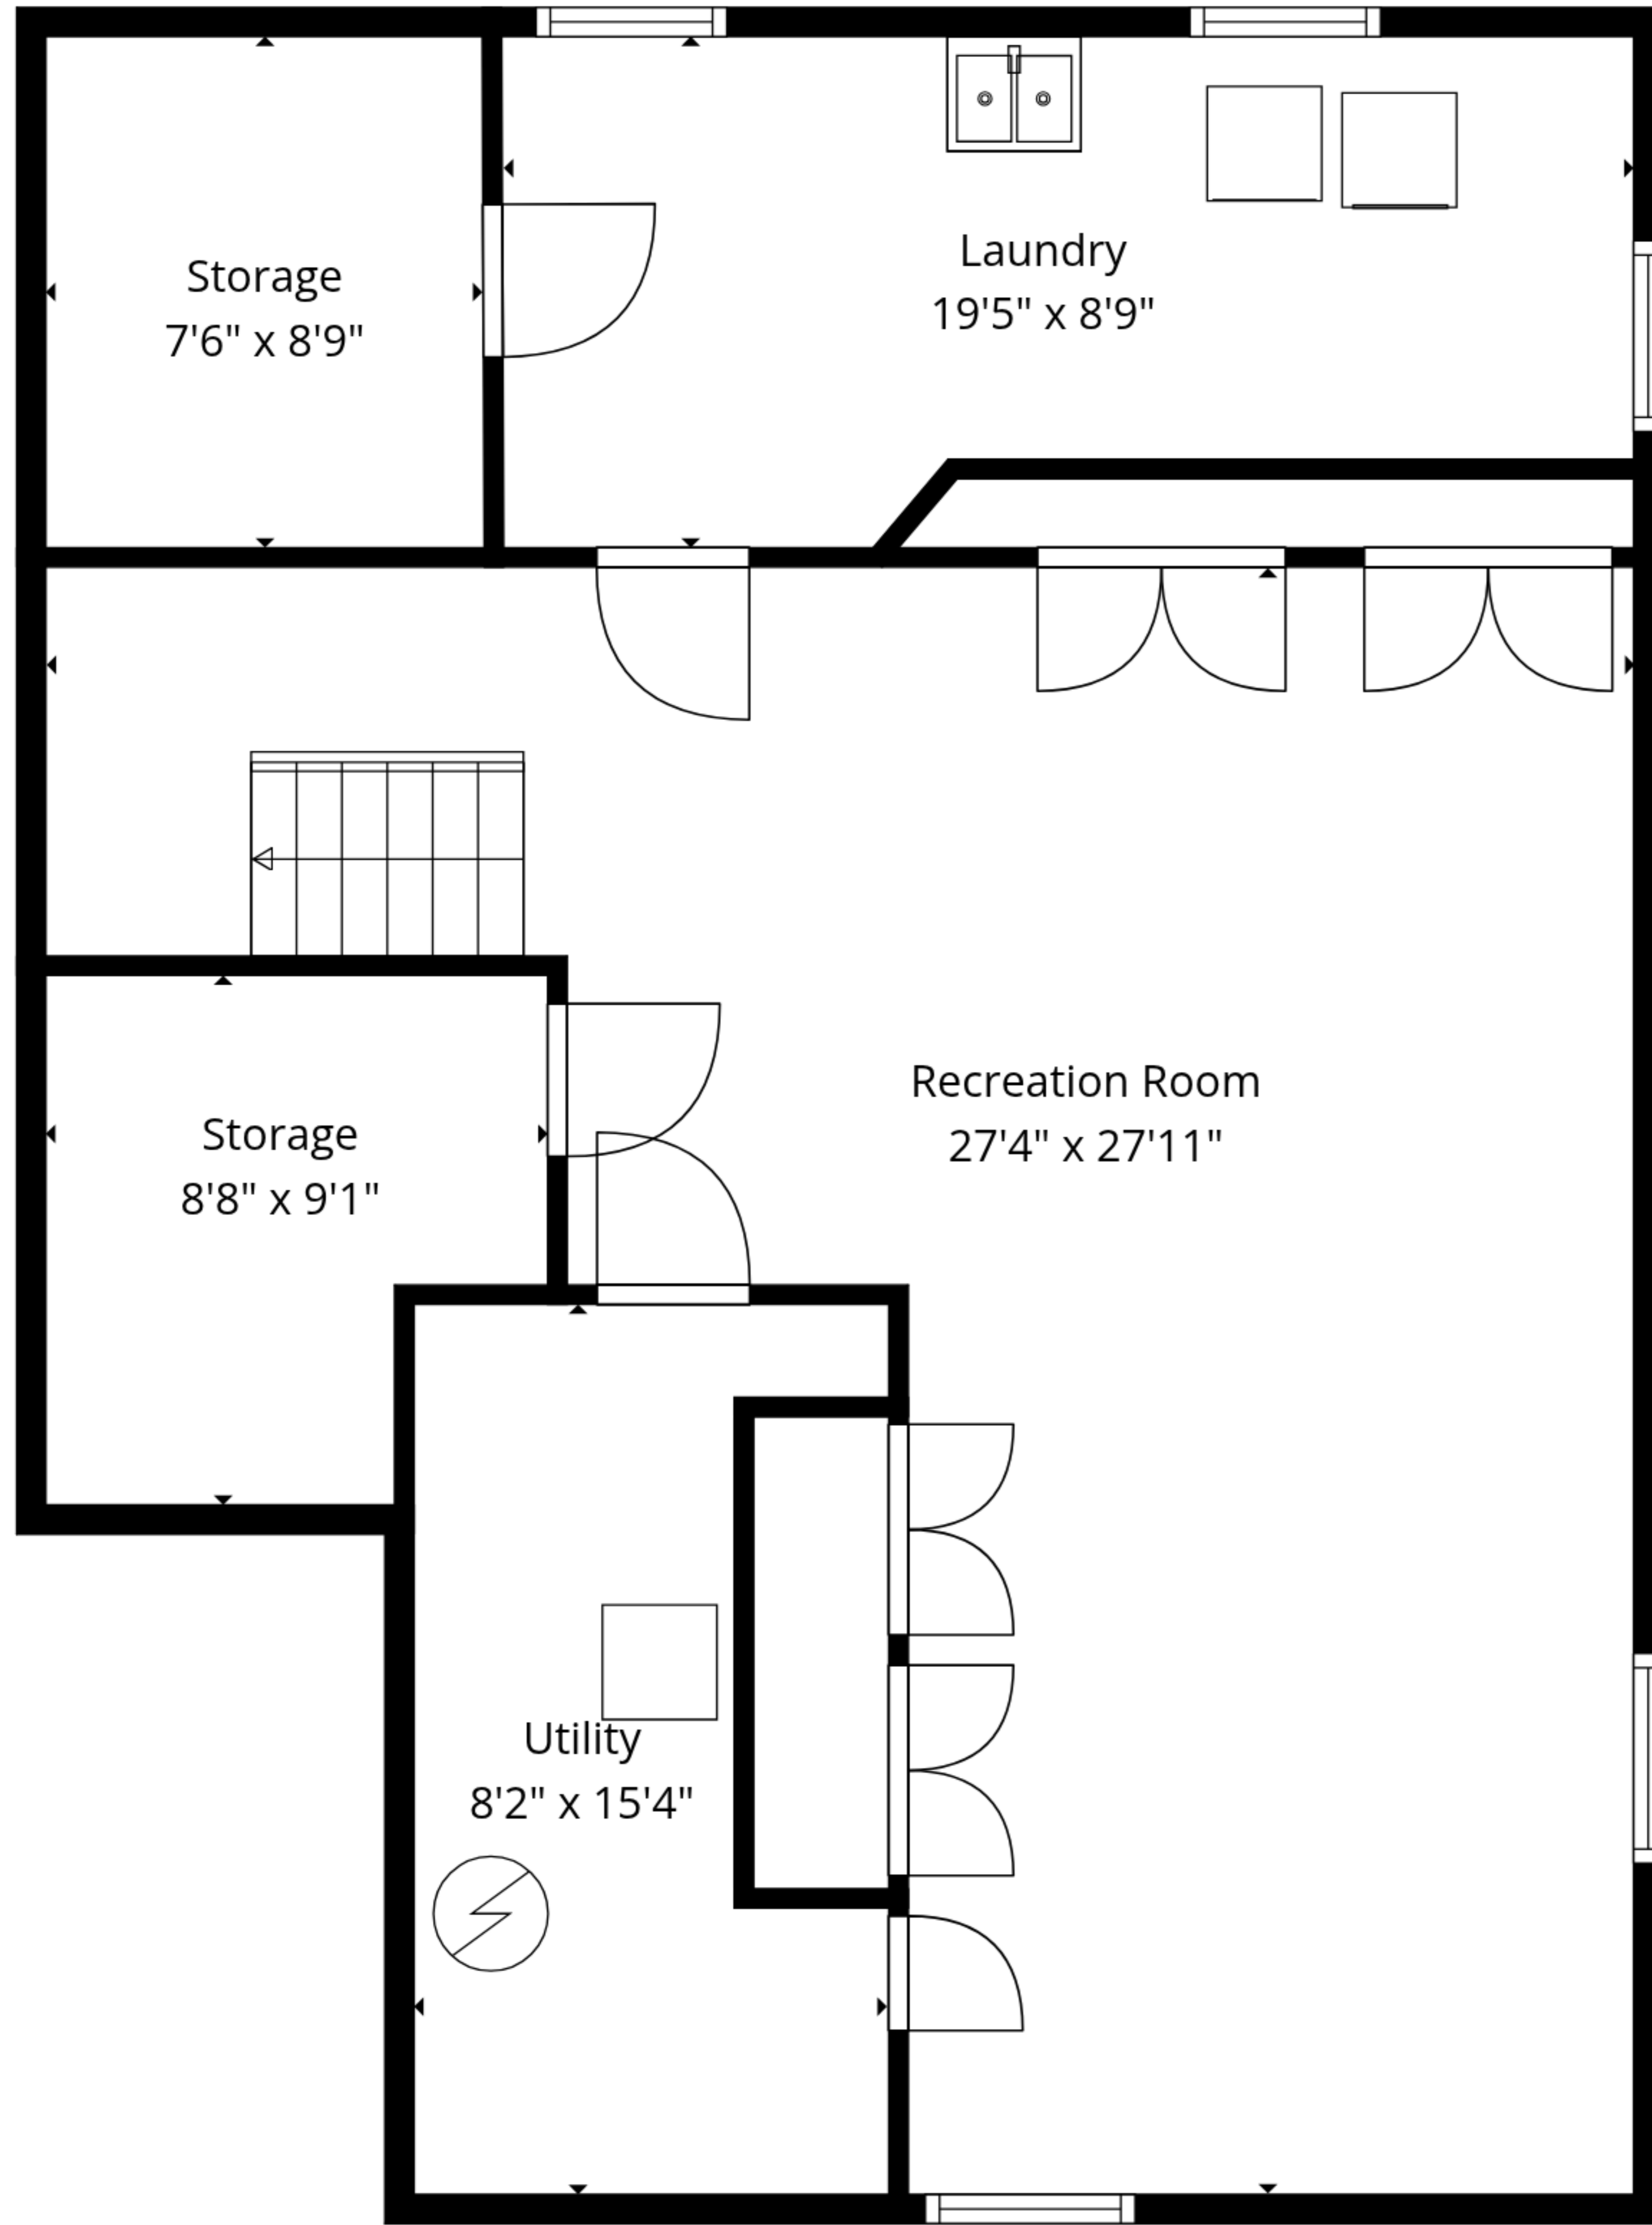 Storage
7'6" x 8'9"
Laundry
19'5" x 8'9"
Recreation Room
27'4" x 27'11"
Storage
8'8" x 9'1"
Utility
8'2" x 15'4"